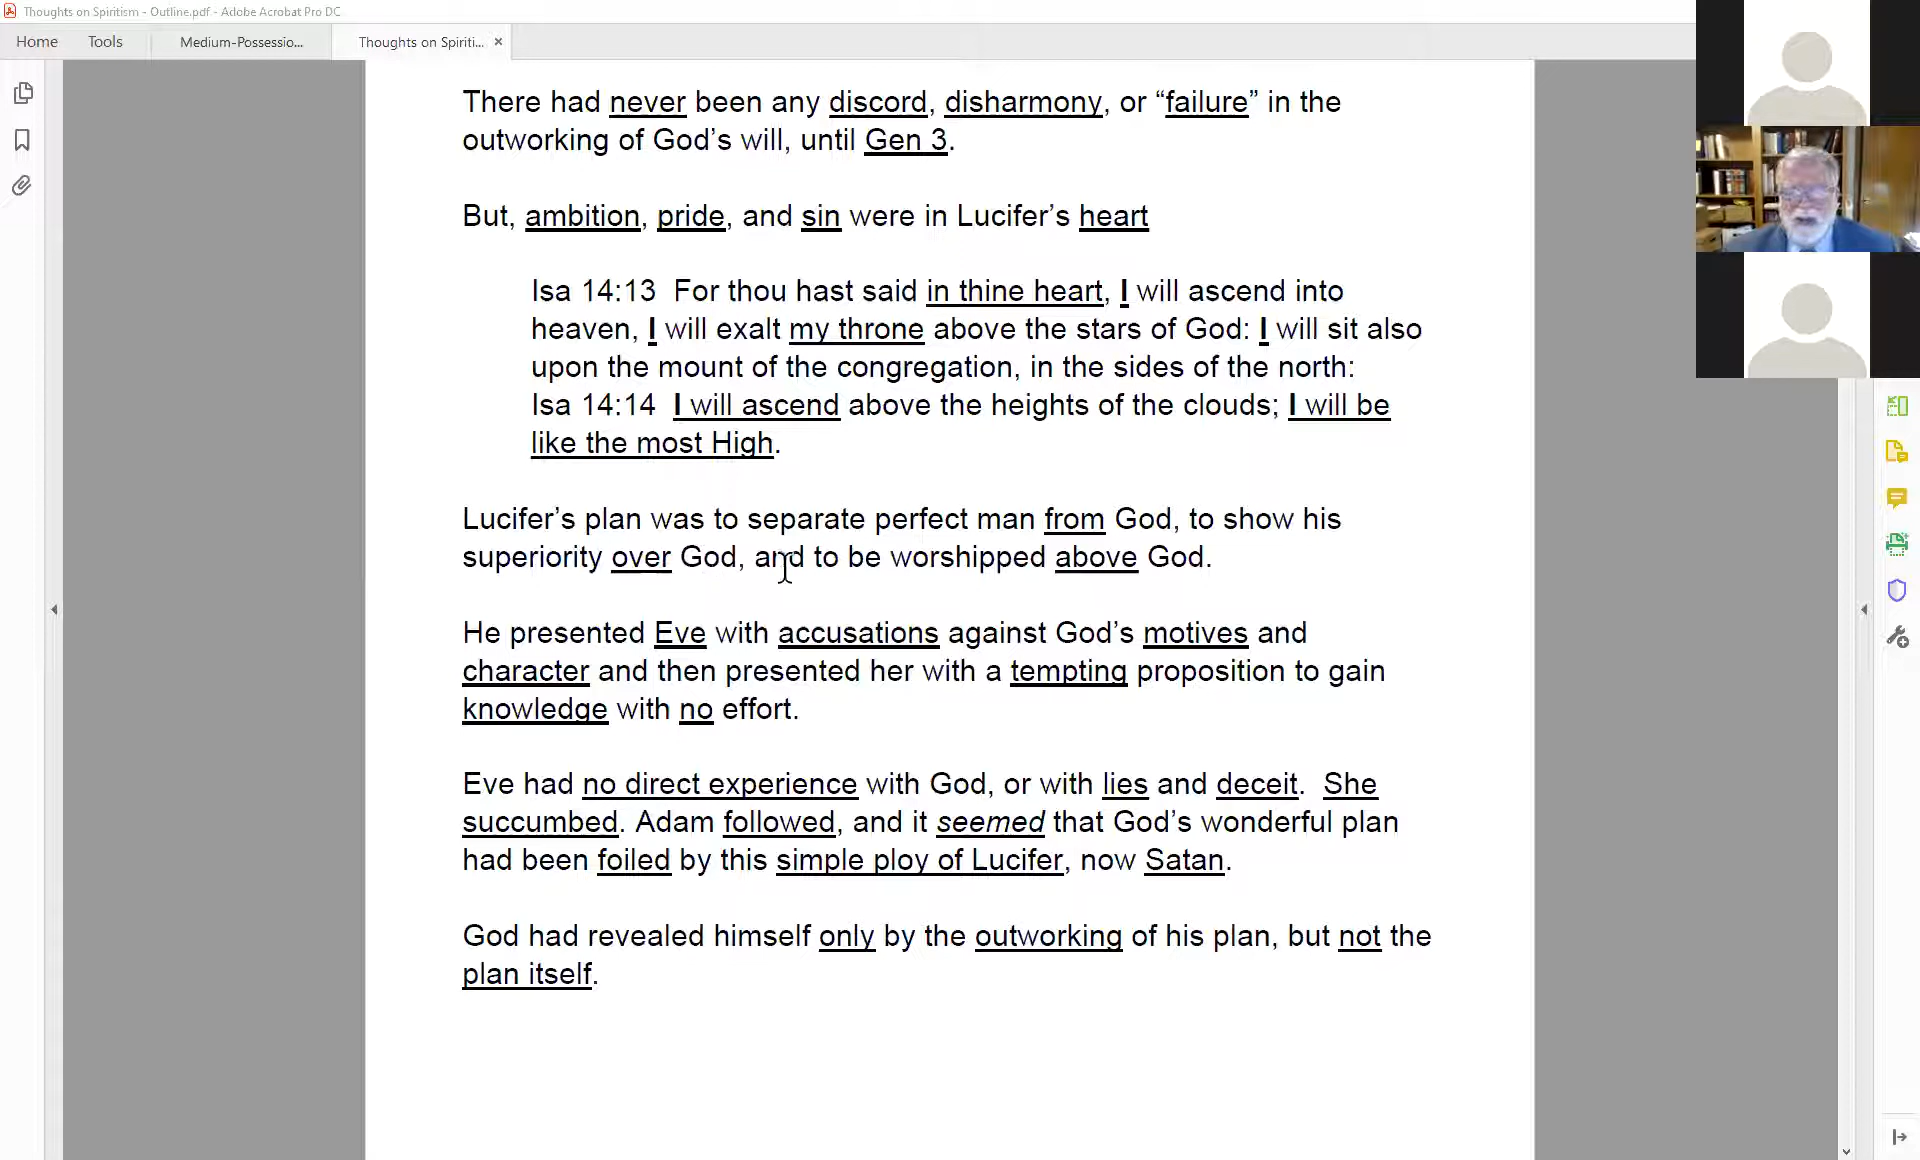 Thoughts on Spiritism - Outline.pdf - Adobe Acrobat Pro DC
Home Tools Medium-Possessio... Thoughts on Spiriti... ×
There had never been any discord, disharmony, or “failure” in the
outworking of God’s will, until Gen 3.
But, ambition, pride, and sin were in Lucifer’s heart
Isa 14:13  For thou hast said in thine heart, I will ascend into
heaven, I will exalt my throne above the stars of God: I will sit also
upon the mount of the congregation, in the sides of the north:
Isa 14:14  I will ascend above the heights of the clouds; I will be
like the most High.
Lucifer’s plan was to separate perfect man from God, to show his
superiority over God, and to be worshipped above God.
He presented Eve with accusations against God’s motives and
character and then presented her with a tempting proposition to gain
knowledge with no effort.
Eve had no direct experience with God, or with lies and deceit.  She
succumbed. Adam followed, and it seemed that God’s wonderful plan
had been foiled by this simple ploy of Lucifer, now Satan.
God had revealed himself only by the outworking of his plan, but not the
plan itself.